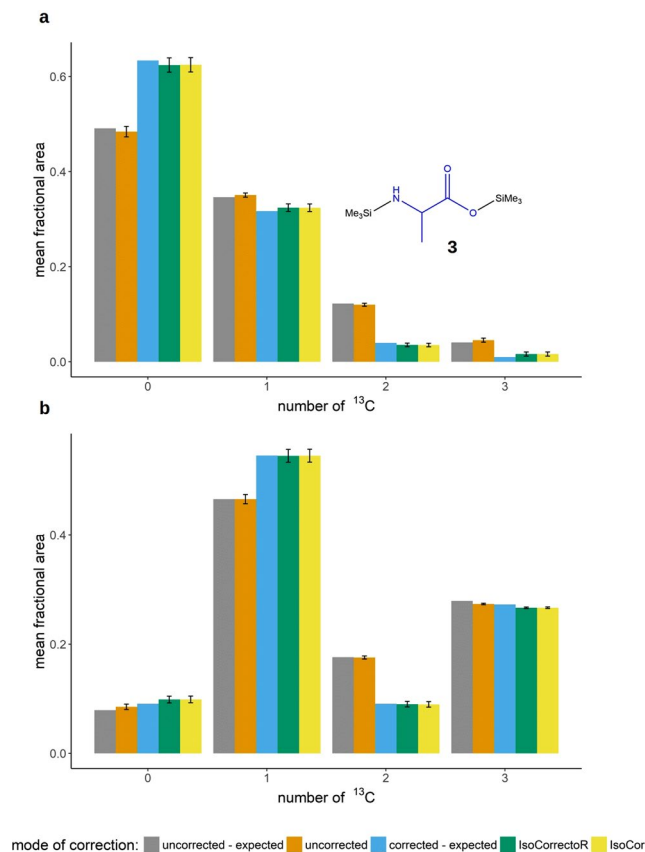 a
mean fractional area
0.6
0.4
0.2
0.0
O
H
N
Me₃Si
O
SiMe₃
3
0 1 2 3
number of ¹³C
b
mean fractional area
0.4
0.2
0.0
0 1 2 3
number of ¹³C
mode of correction: uncorrected - expected uncorrected corrected - expected IsoCorrectoR IsoCor